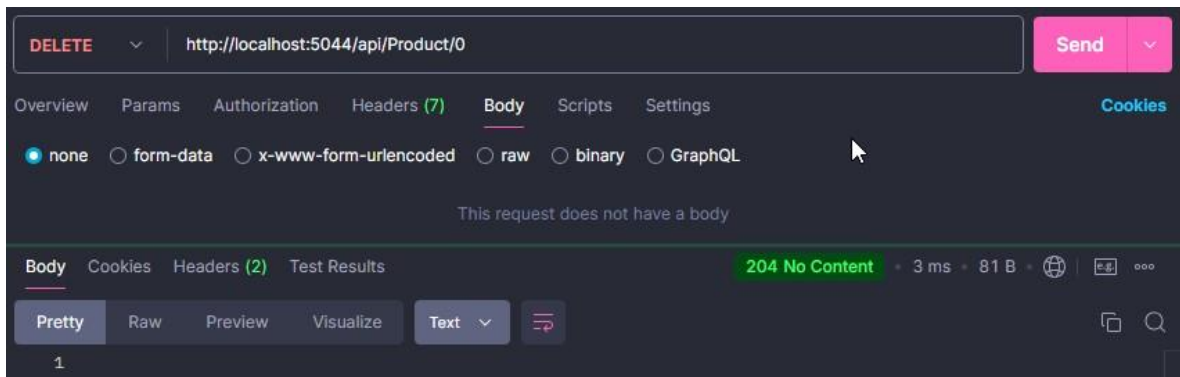 DELETE http://localhost:5044/api/Product/0 Send
Overview Params Authorization Headers (7) Body Scripts Settings Cookies
none form-data x-www-form-urlencoded raw binary GraphQL
This request does not have a body
Body Cookies Headers (2) Test Results 204 No Content 3 ms 81 B e.g.
Pretty Raw Preview Visualize Text
1